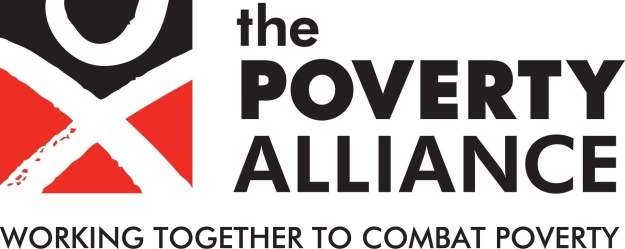 the
POVERTY
ALLIANCE
WORKING TOGETHER TO COMBAT POVERTY